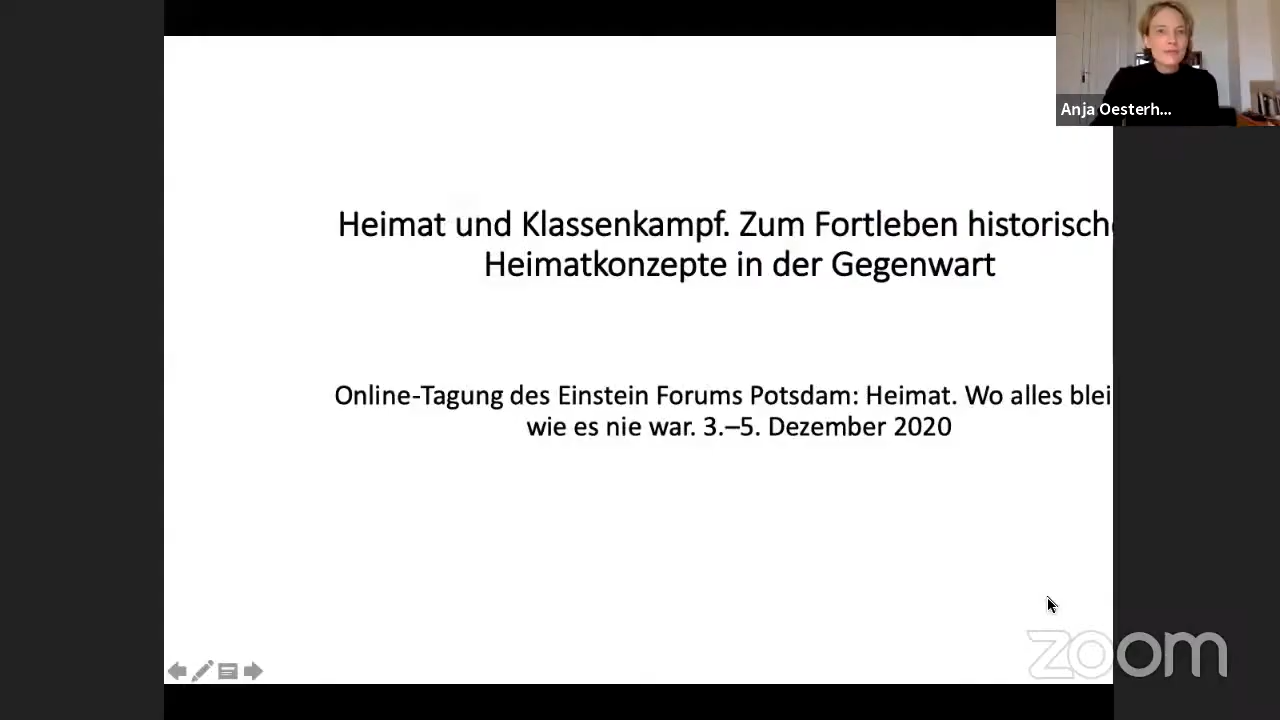 Anja Oesterh...
Heimat und Klassenkampf. Zum Fortleben historische
Heimatkonzepte in der Gegenwart
Online-Tagung des Einstein Forums Potsdam: Heimat. Wo alles blei
wie es nie war. 3.–5. Dezember 2020
zoom